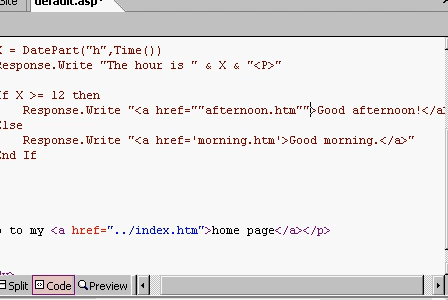 Site default.asp*
X = DatePart("h",Time())
Response.Write "The hour is " & X & "<P>"
If X >= 12 then
Response.Write "<a href=""afternoon.htm"">Good afternoon!</a
Else
Response.Write "<a href='morning.htm'>Good morning.</a>"
End If
o to my <a href="../index.htm">home page</a></p>
Split Code Preview